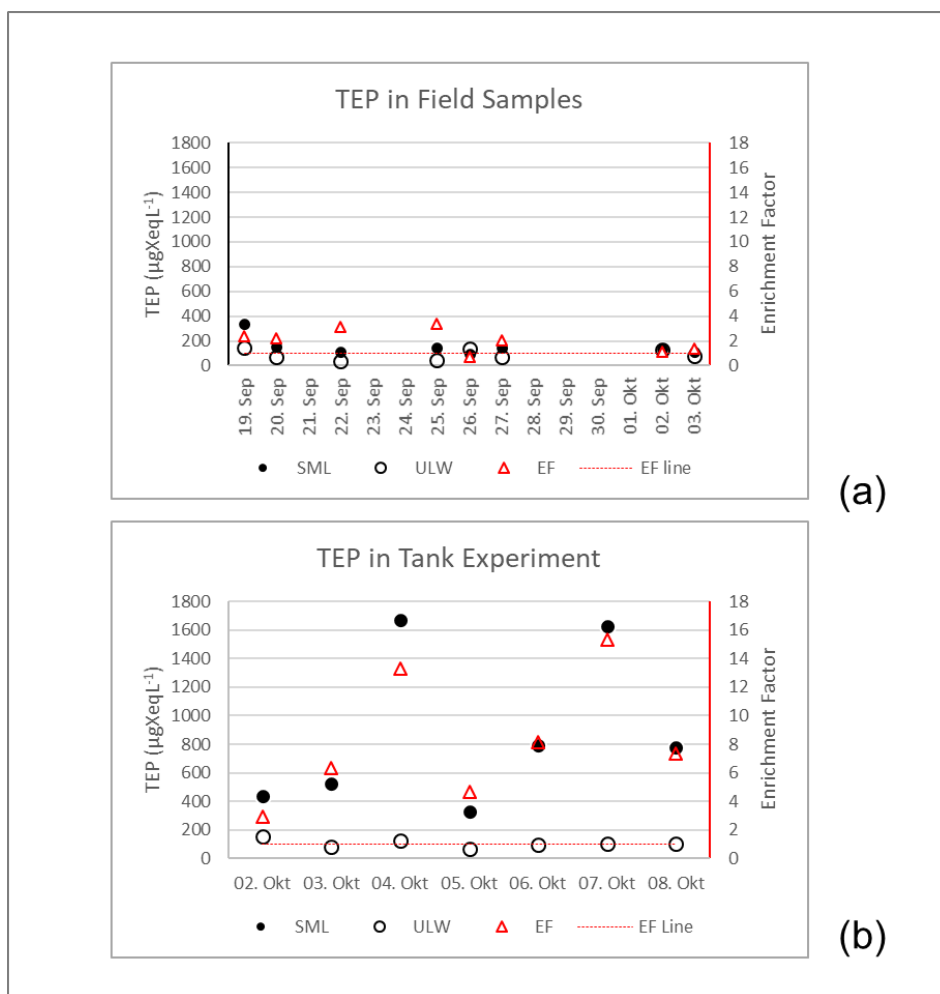 TEP in Field Samples
1800 18
1600 16
1400 14
1200 12
1000 10
800 8
600 6
400 4
200 2
0 0
TEP (µgXeqL⁻¹)
Enrichment Factor
19. Sep 20. Sep 21. Sep 22. Sep 23. Sep 24. Sep 25. Sep 26. Sep 27. Sep 28. Sep 29. Sep 30. Sep 01. Okt 02. Okt 03. Okt
SML ULW EF EF line
(a)
TEP in Tank Experiment
1800 18
1600 16
1400 14
1200 12
1000 10
800 8
600 6
400 4
200 2
0 0
TEP (µgXeqL⁻¹)
Enrichment Factor
02. Okt 03. Okt 04. Okt 05. Okt 06. Okt 07. Okt 08. Okt
SML ULW EF EF Line
(b)